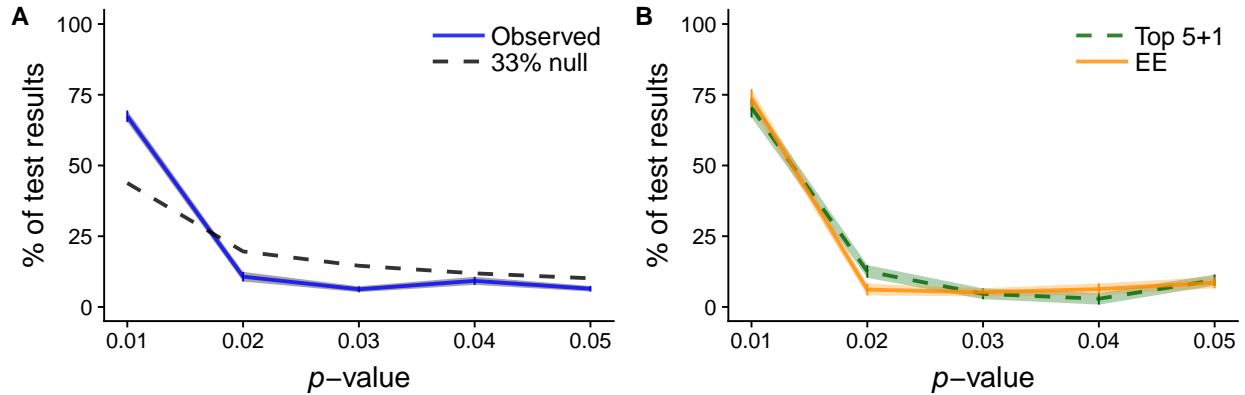 A
100
75
50
25
0
% of test results
0.01 0.02 0.03 0.04 0.05
p−value
Observed
33% null
B
100
75
50
25
0
% of test results
0.01 0.02 0.03 0.04 0.05
p−value
Top 5+1
EE